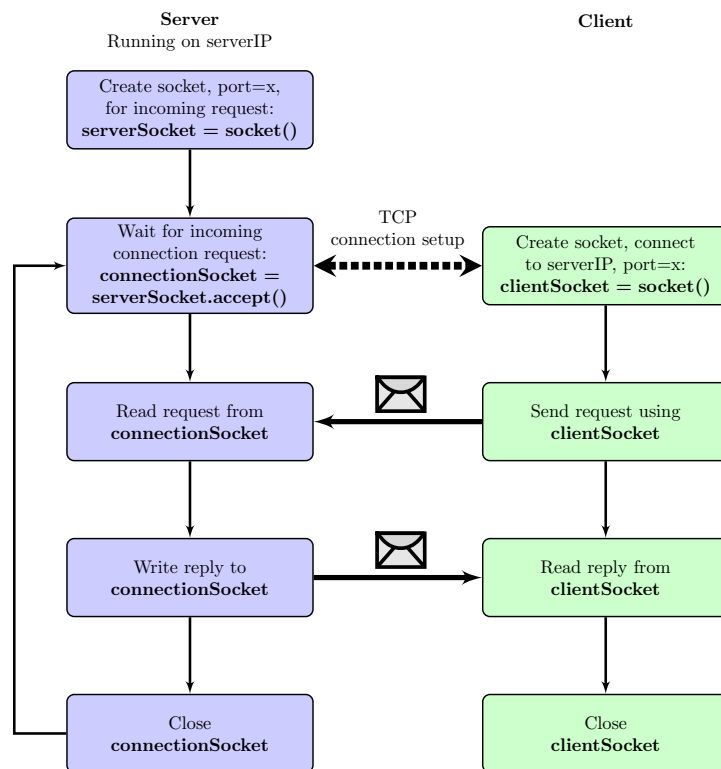 Server
Running on serverIP
Client
Create socket, port=x,
for incoming request:
serverSocket = socket()
Wait for incoming
connection request:
connectionSocket =
serverSocket.accept()
TCP
connection setup
Create socket, connect
to serverIP, port=x:
clientSocket = socket()
Read request from
connectionSocket
Send request using
clientSocket
Write reply to
connectionSocket
Read reply from
clientSocket
Close
connectionSocket
Close
clientSocket